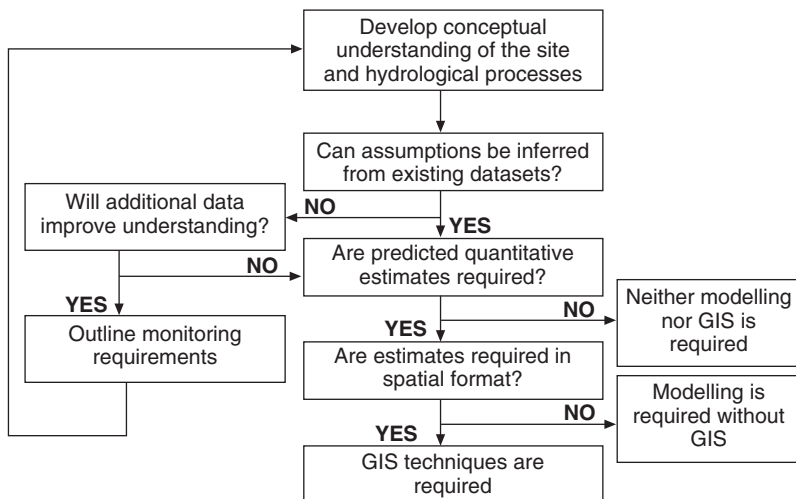 Develop conceptual
understanding of the site
and hydrological processes
Can assumptions be inferred
from existing datasets?
Will additional data
improve understanding?
NO
YES
Are predicted quantitative
estimates required?
NO
YES
Outline monitoring
requirements
NO
YES
Neither modelling
nor GIS is
required
Are estimates required in
spatial format?
NO
YES
Modelling is
required without
GIS
GIS techniques are
required